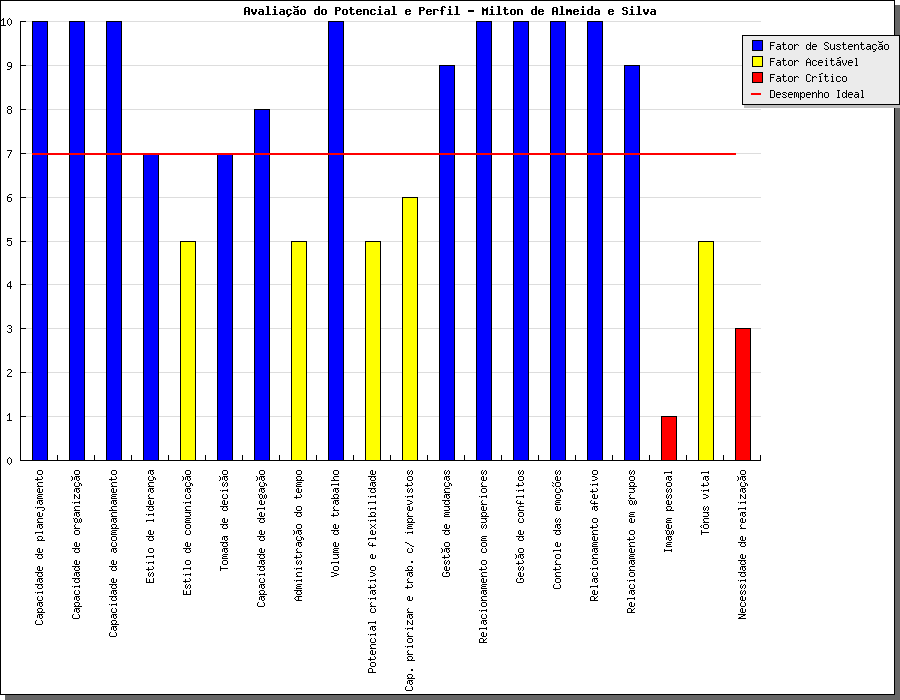 Avaliação do Potencial e Perfil - Milton de Almeida e Silva
Fator de Sustentação
Fator Aceitável
Fator Crítico
Desempenho Ideal
10
9
8
7
6
5
4
3
2
1
0
Capacidade de planejamento
Capacidade de organização
Capacidade de acompanhamento
Estilo de liderança
Estilo de comunicação
Tomada de decisão
Capacidade de delegação
Administração do tempo
Volume de trabalho
Potencial criativo e flexibilidade
Cap. priorizar e trab. c/ imprevistos
Gestão de mudanças
Relacionamento com superiores
Gestão de conflitos
Controle das emoções
Relacionamento afetivo
Relacionamento em grupos
Imagem pessoal
Tônus vital
Necessidade de realização